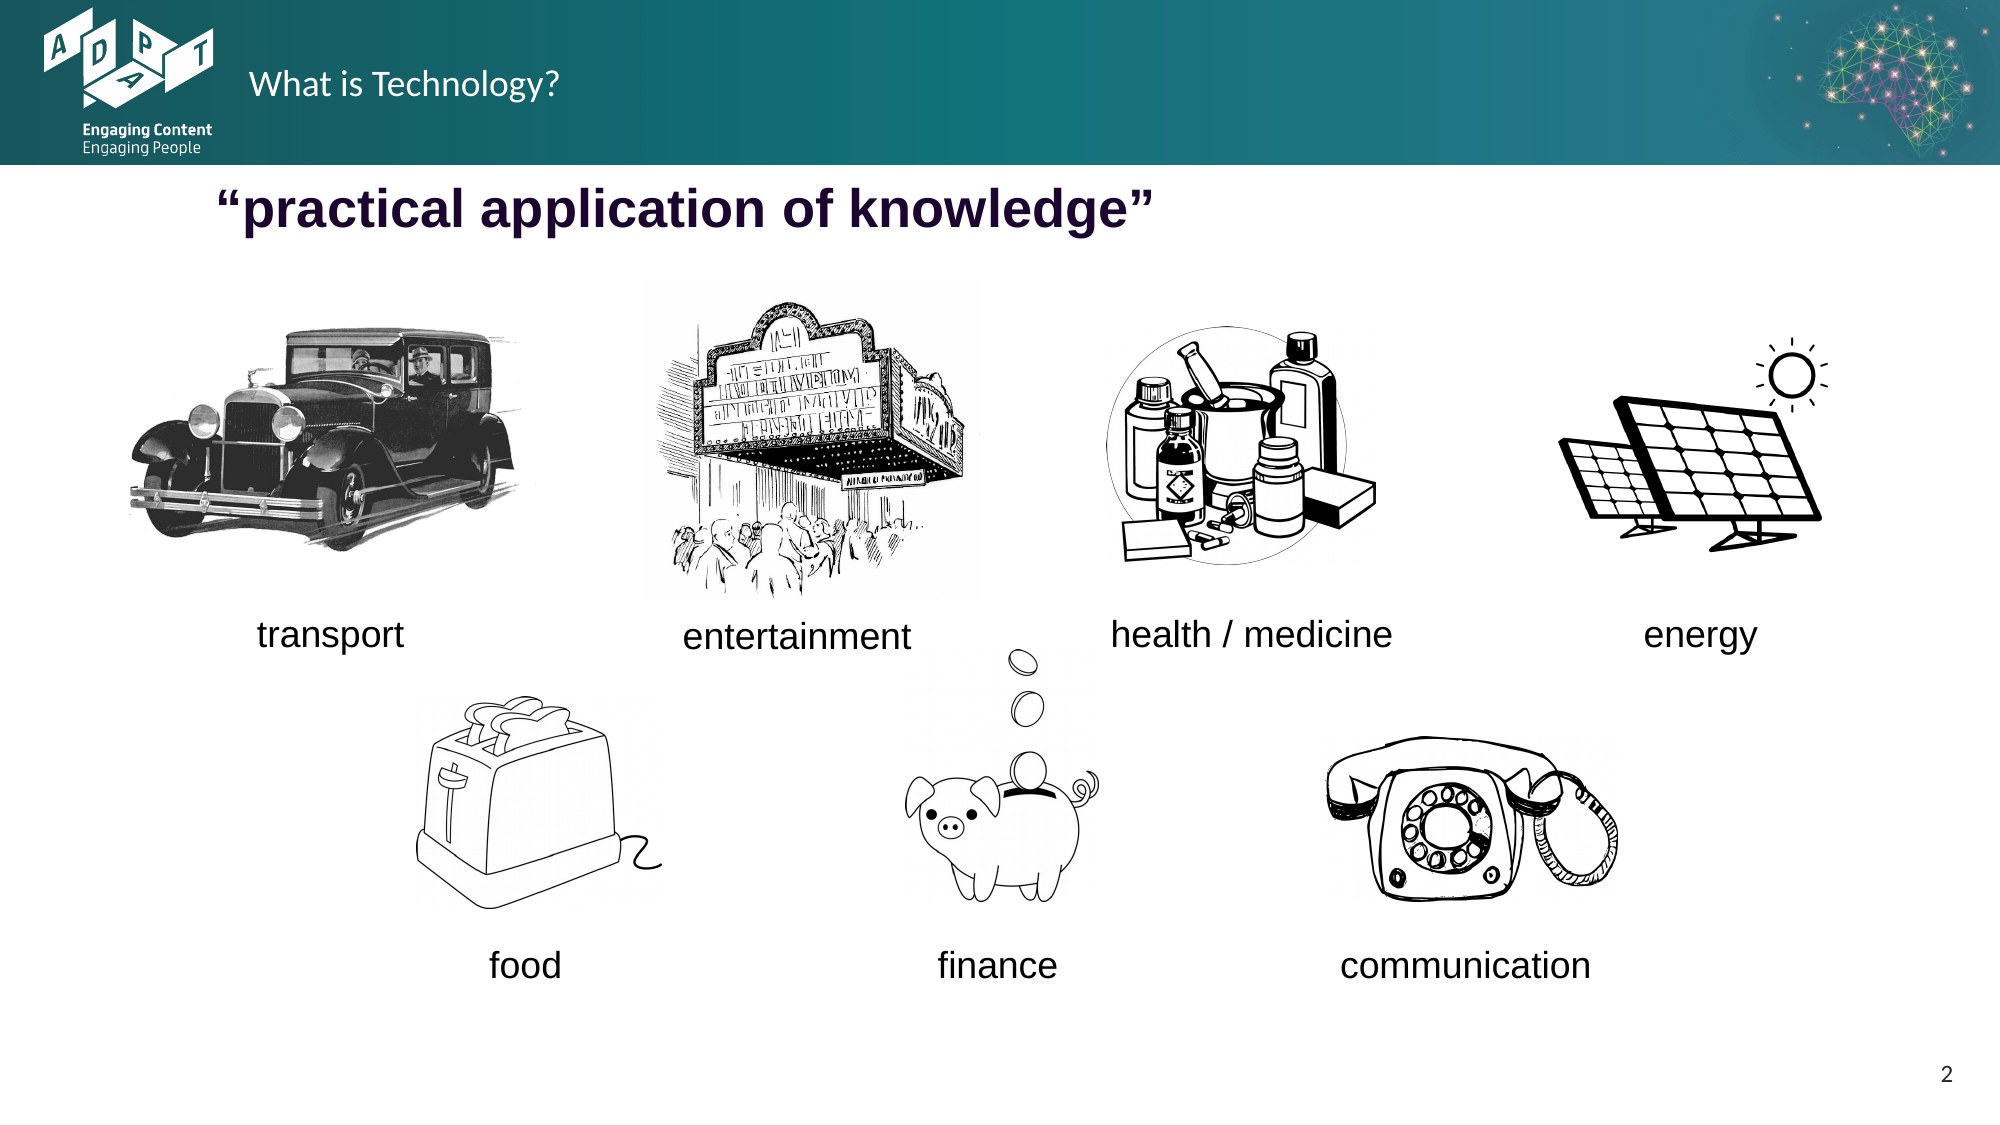 ADAPT
Engaging Content
Engaging People
What is Technology?
“practical application of knowledge”
transport
entertainment
health / medicine
energy
food
finance
communication
2